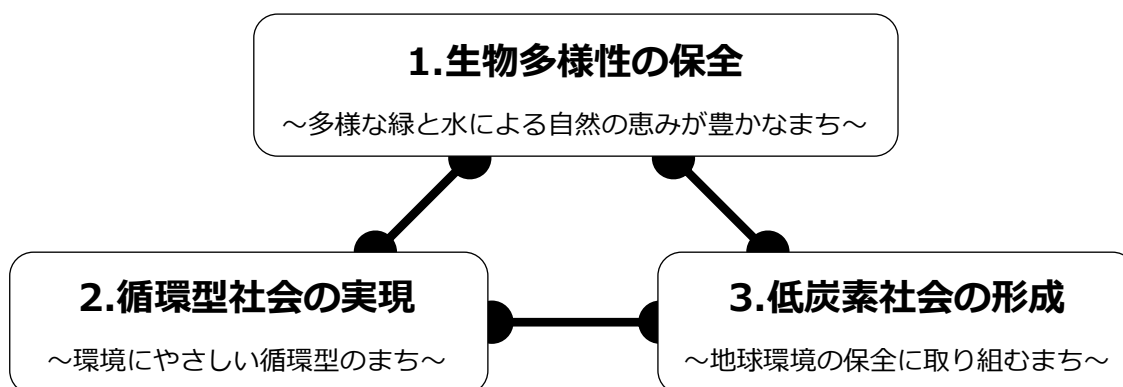 1.生物多様性の保全
～多様な緑と水による自然の恵みが豊かなまち～
2.循環型社会の実現
～環境にやさしい循環型のまち～
3.低炭素社会の形成
～地球環境の保全に取り組むまち～